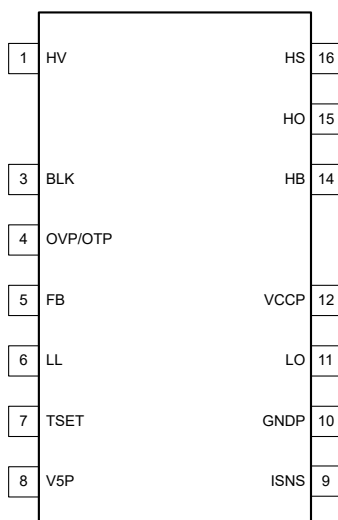 1 HV HS 16
HO 15
3 BLK HB 14
4 OVP/OTP
5 FB VCCP 12
6 LL LO 11
7 TSET GNDP 10
8 V5P ISNS 9